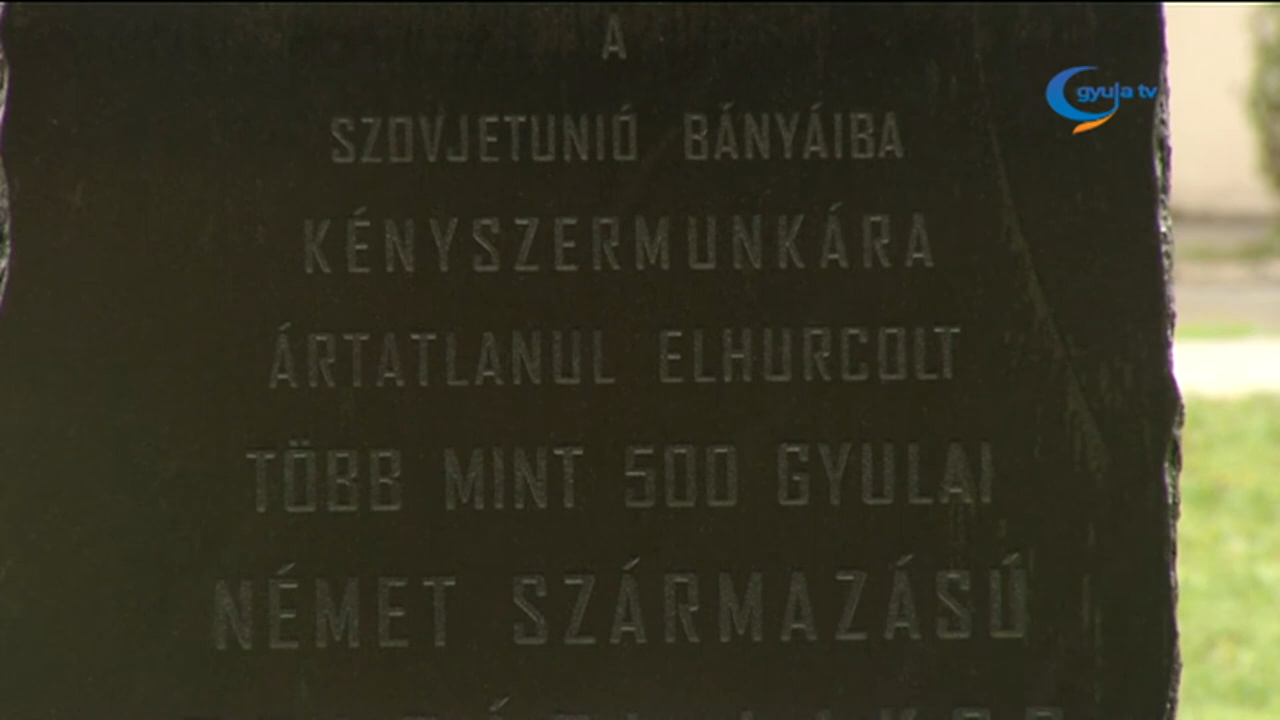 A
SZOVJETUNIÓ BÁNYÁIBA
KÉNYSZERMUNKÁRA
ÁRTATLANUL ELHURCOLT
TÖBB MINT 500 GYULAI
NÉMET SZÁRMAZÁSÚ
gyula tv